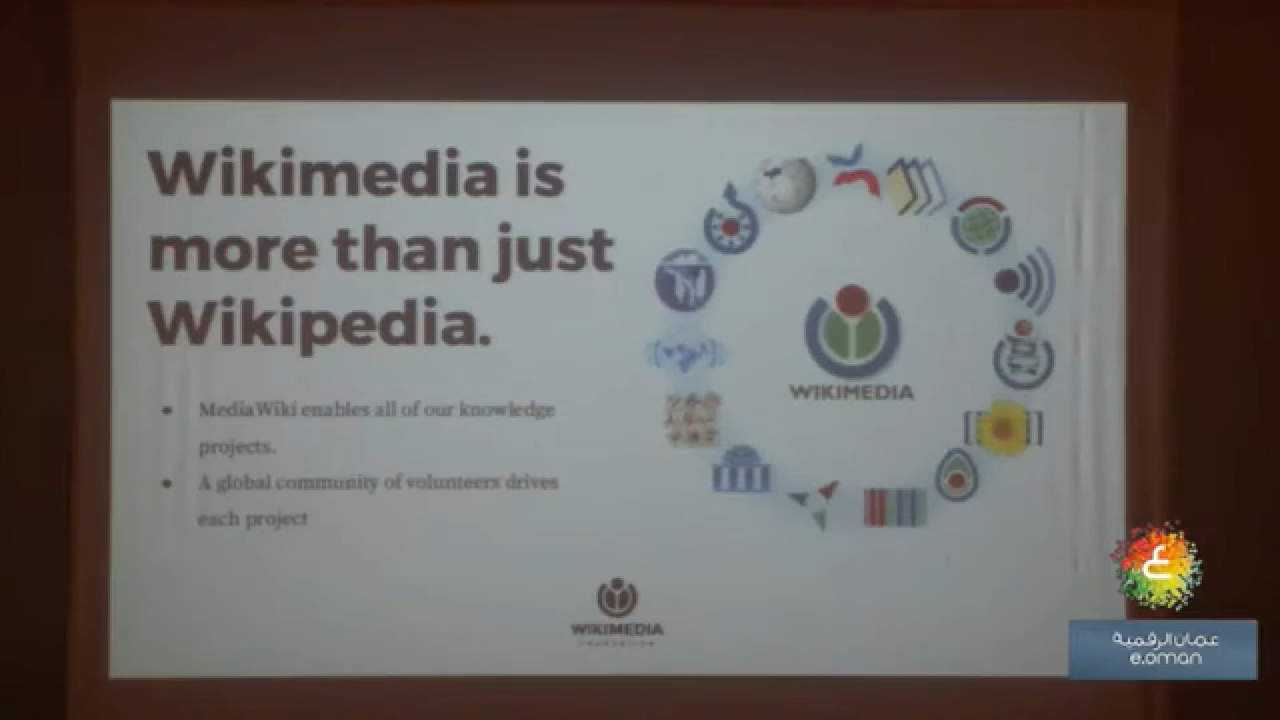 Wikimedia is
more than just
Wikipedia.
MediaWiki enables all of our knowledge
projects.
A global community of volunteers drives
each project
WIKIMEDIA
WIKIMEDIA
FOUNDATION
ع
عمان الرقمية
e.oman